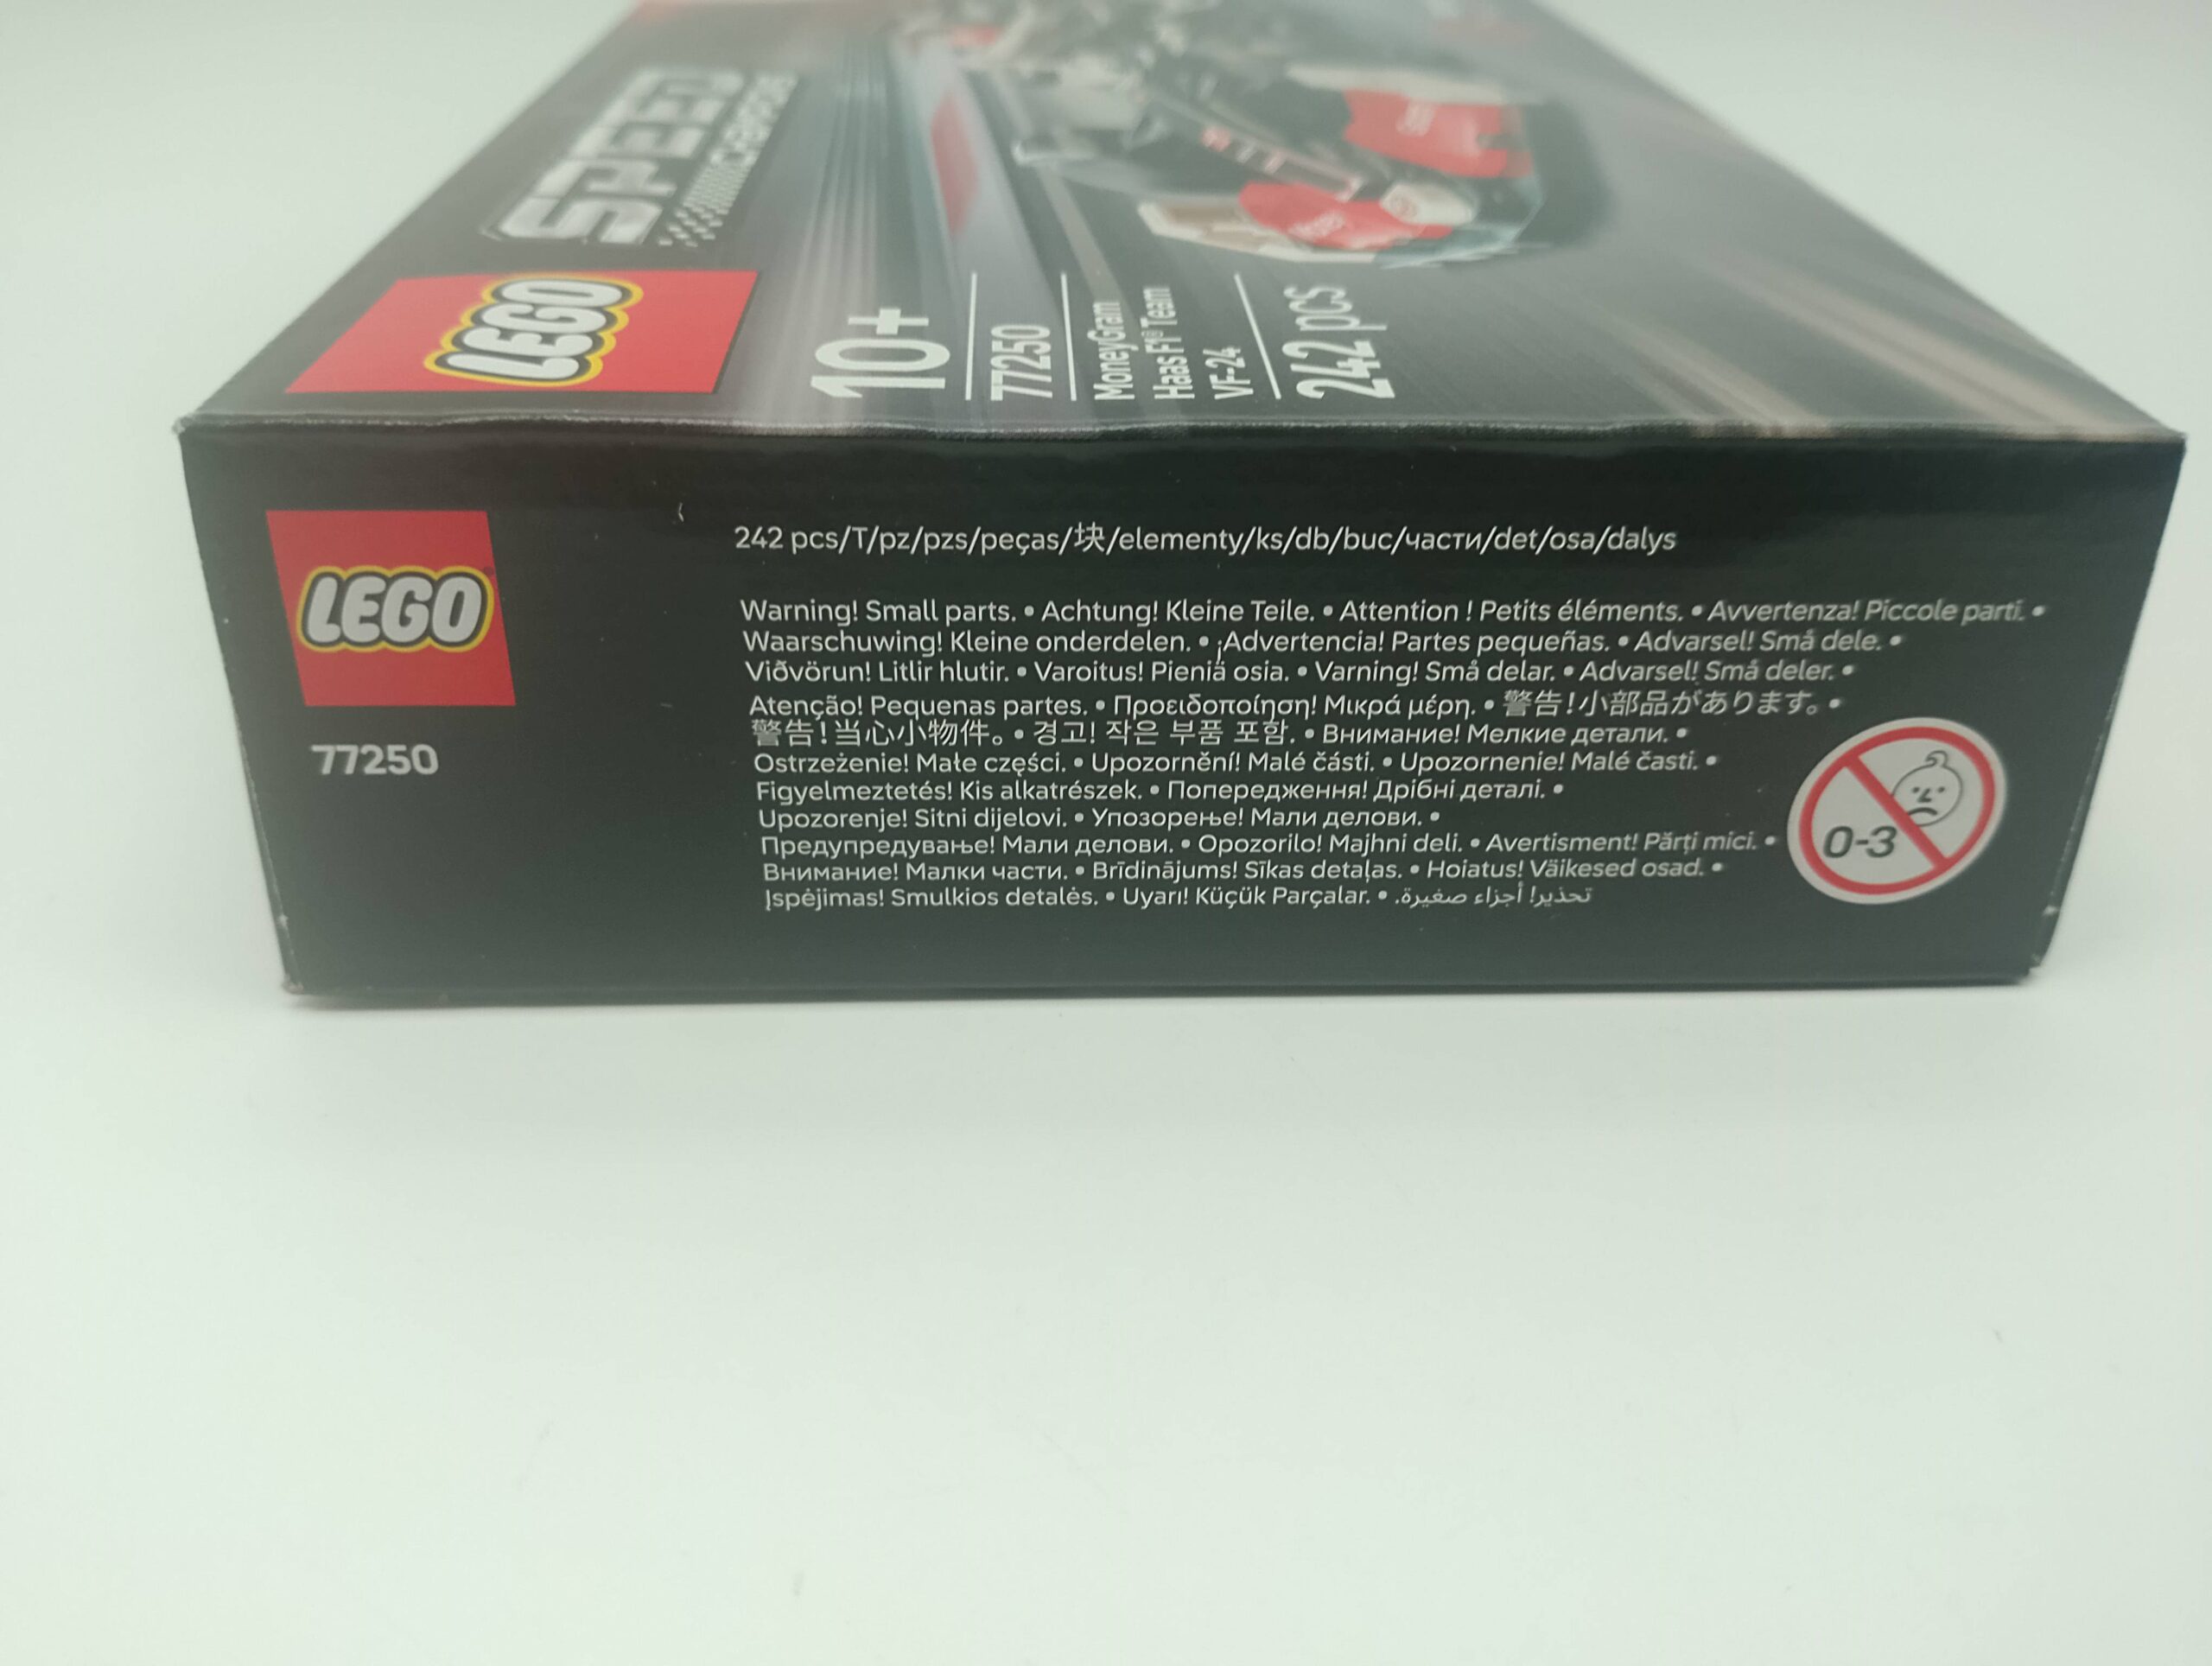 SPEED
CHAMPIONS
LEGO
10+
77250
MoneyGram
Haas F1® Team
VF-24
242 pcs
LEGO
77250
242 pcs/T/pz/pzs/peças/块/elementy/ks/db/buc/части/det/osa/dalys
Warning! Small parts. • Achtung! Kleine Teile. • Attention ! Petits éléments. • Avvertenza! Piccole parti. •
Waarschuwing! Kleine onderdelen. • ¡Advertencia! Partes pequeñas. • Advarsel! Små dele. •
Viðvörun! Litlir hlutir. • Varoitus! Pieniä osia. • Varning! Små delar. • Advarsel! Små deler. •
Atenção! Pequenas partes. • Προειδοποίηση! Μικρά μέρη. • 警告!小部品があります。 •
警告!当心小物件。 • 경고! 작은 부품 포함. • Внимание! Мелкие детали. •
Ostrzeżenie! Małe części. • Upozornění! Malé části. • Upozornenie! Malé časti. •
Figyelmeztetés! Kis alkatrészek. • Попередження! Дрібні деталі. •
Upozorenje! Sitni dijelovi. • Упозорење! Мали делови. •
Предупредување! Мали делови. • Opozorilo! Majhni deli. • Avertisment! Părți mici. •
Внимание! Малки части. • Brīdinājums! Sīkas detaļas. • Hoiatus! Väikesed osad. •
Įspėjimas! Smulkios detalės. • Uyarı! Küçük Parçalar. • تحذير! أجزاء صغيرة.
0-3